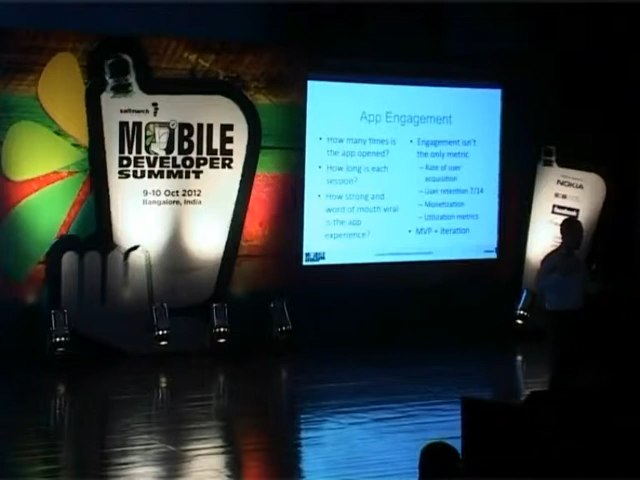 saltmarch
MOBILE
DEVELOPER
SUMMIT
9-10 Oct 2012
Bangalore, India
App Engagement
• How many times is
the app opened?
• How long is each
session?
• How strong and
word of mouth viral
is the app
experience?
• Engagement isn't
the only metric
– Rate of user
acquisition
– User retention 7/14
– Monetization
– Utilization metrics
• MVP + Iteration
NOKIA